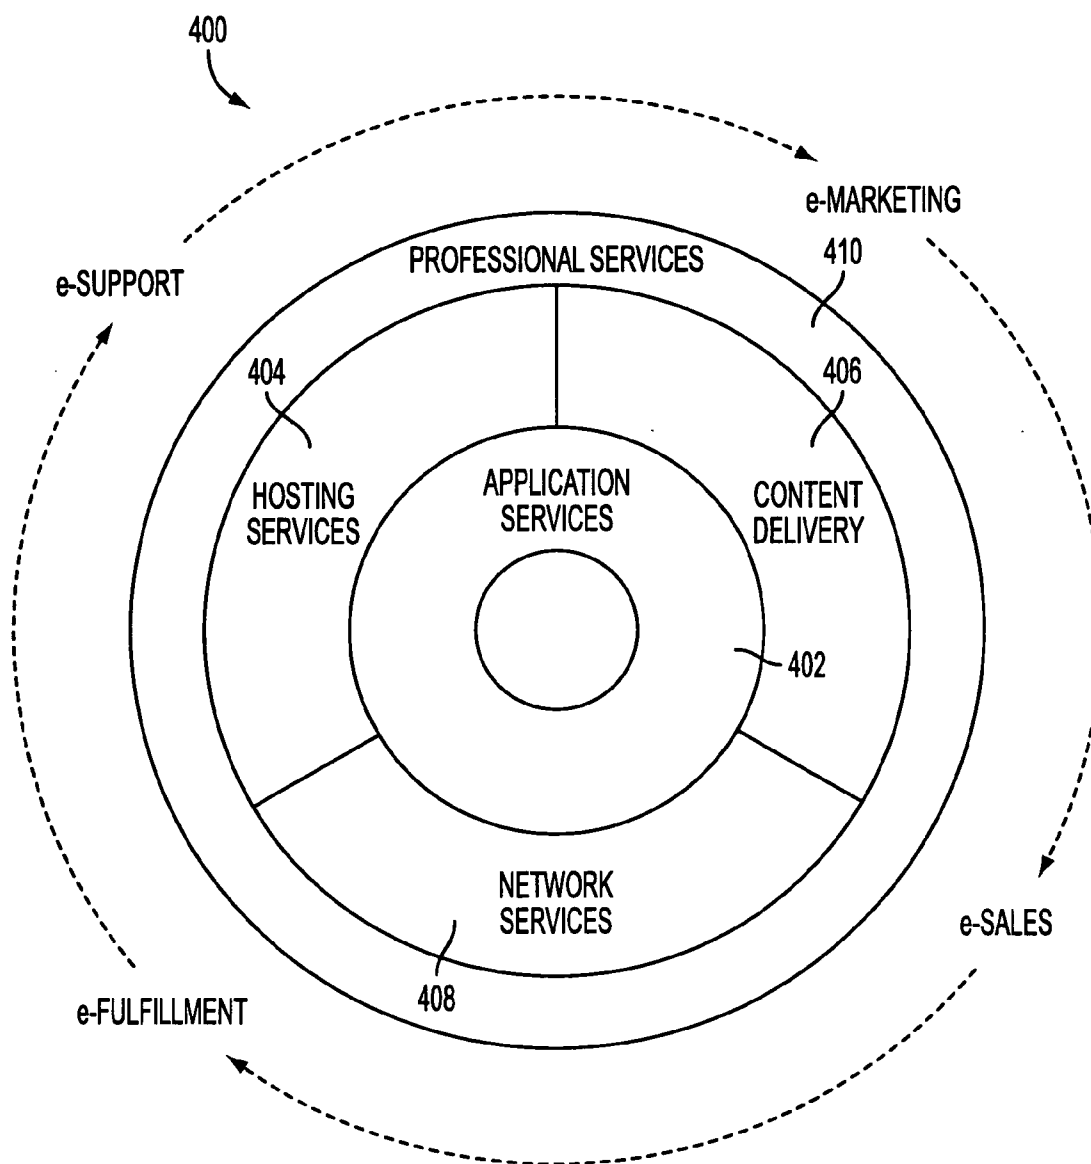 400
e-MARKETING
PROFESSIONAL SERVICES
410
e-SUPPORT
404
406
APPLICATION
SERVICES
HOSTING
SERVICES
CONTENT
DELIVERY
402
NETWORK
SERVICES
e-SALES
408
e-FULFILLMENT